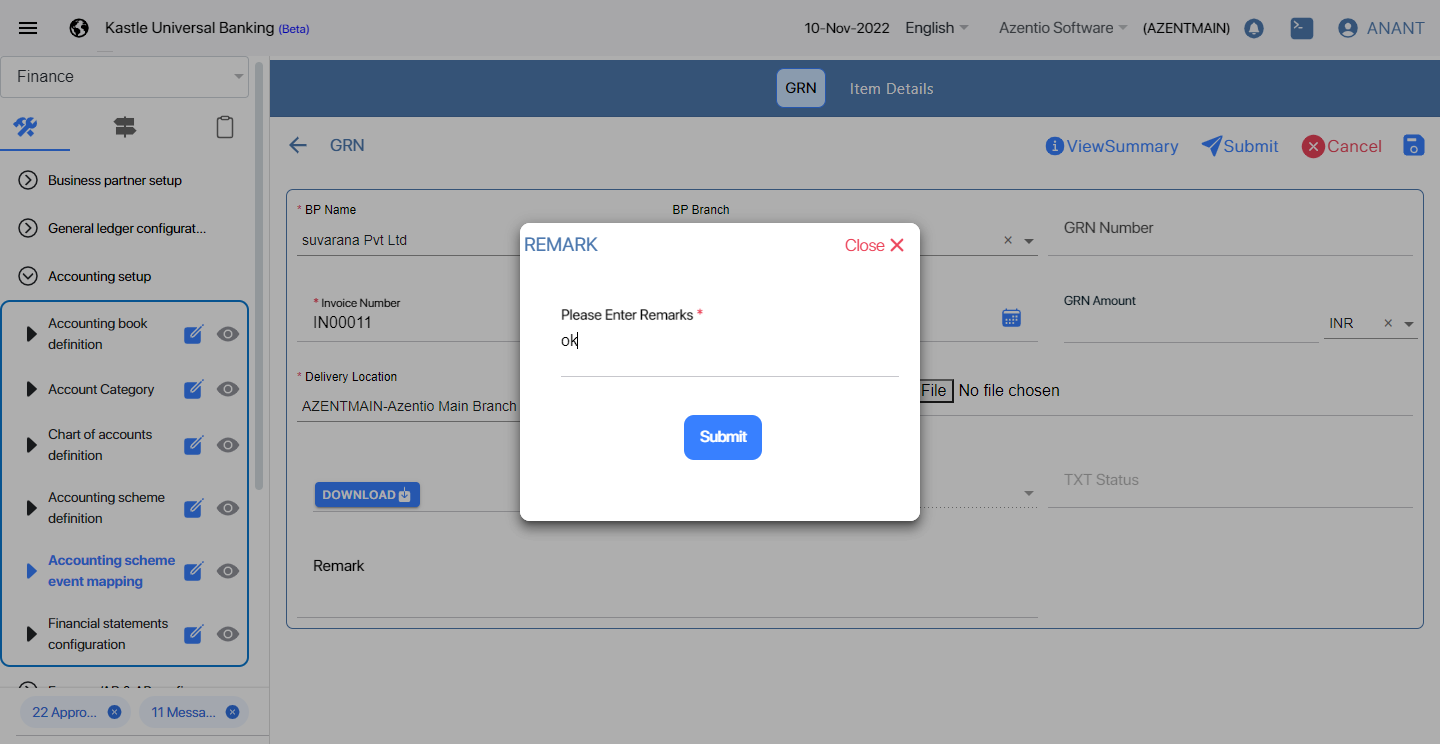 Kastle Universal Banking (Beta)
10-Nov-2022 English Azentio Software (AZENTMAIN) ANANT
Finance
GRN Item Details
GRN
ViewSummary Submit Cancel
Business partner setup
General ledger configurat...
Accounting setup
Accounting book
definition
Account Category
Chart of accounts
definition
Accounting scheme
definition
Accounting scheme
event mapping
Financial statements
configuration
22 Appro... 11 Messa...
* BP Name
suvarana Pvt Ltd
BP Branch
GRN Number
* Invoice Number
IN00011
GRN Amount
INR
* Delivery Location
AZENTMAIN-Azentio Main Branch
File No file chosen
DOWNLOAD
TXT Status
Remark
REMARK
Close
Please Enter Remarks *
ok
Submit